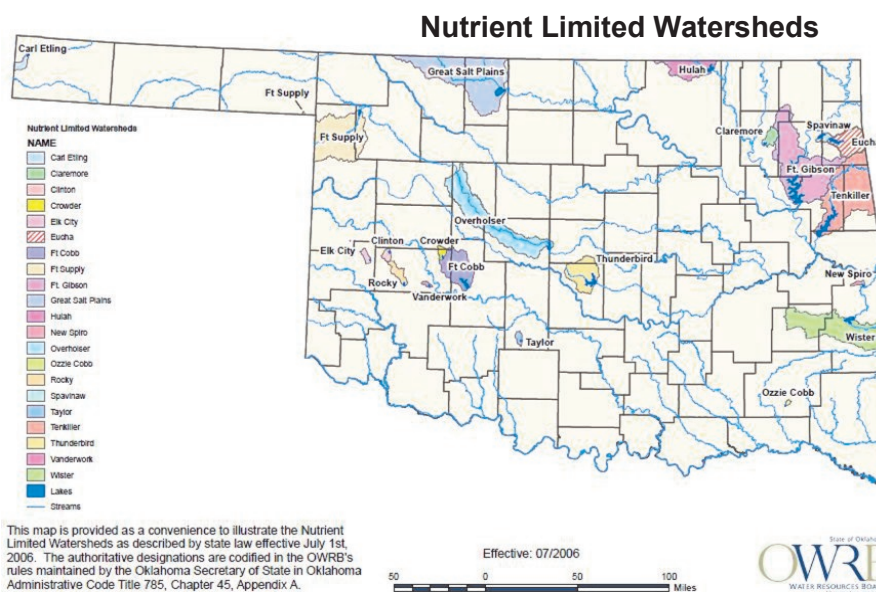 Nutrient Limited Watersheds
Carl Etling
Great Salt Plains
Hulah
Ft Supply
Ft Supply
Claremore
Spavinaw
Eucha
Ft. Gibson
Tenkiller
Overholser
Elk City
Clinton
Crowder
Ft Cobb
Rocky
Vanderwork
Thunderbird
New Spiro
Wister
Taylor
Ozzie Cobb
Nutrient Limited Watersheds
NAME
Carl Etling
Claremore
Clinton
Crowder
Elk City
Eucha
Ft Cobb
Ft Supply
Ft. Gibson
Great Salt Plains
Hulah
New Spiro
Overholser
Ozzie Cobb
Rocky
Spavinaw
Taylor
Tenkiller
Thunderbird
Vanderwork
Wister
Lakes
Streams
This map is provided as a convenience to illustrate the Nutrient
Limited Watersheds as described by state law effective July 1st,
2006. The authoritative designations are codified in the OWRB's
rules maintained by the Oklahoma Secretary of State in Oklahoma
Administrative Code Title 785, Chapter 45, Appendix A.
Effective: 07/2006
50 0 50 100
Miles
State of Oklaho
OWRB
WATER RESOURCES BOA